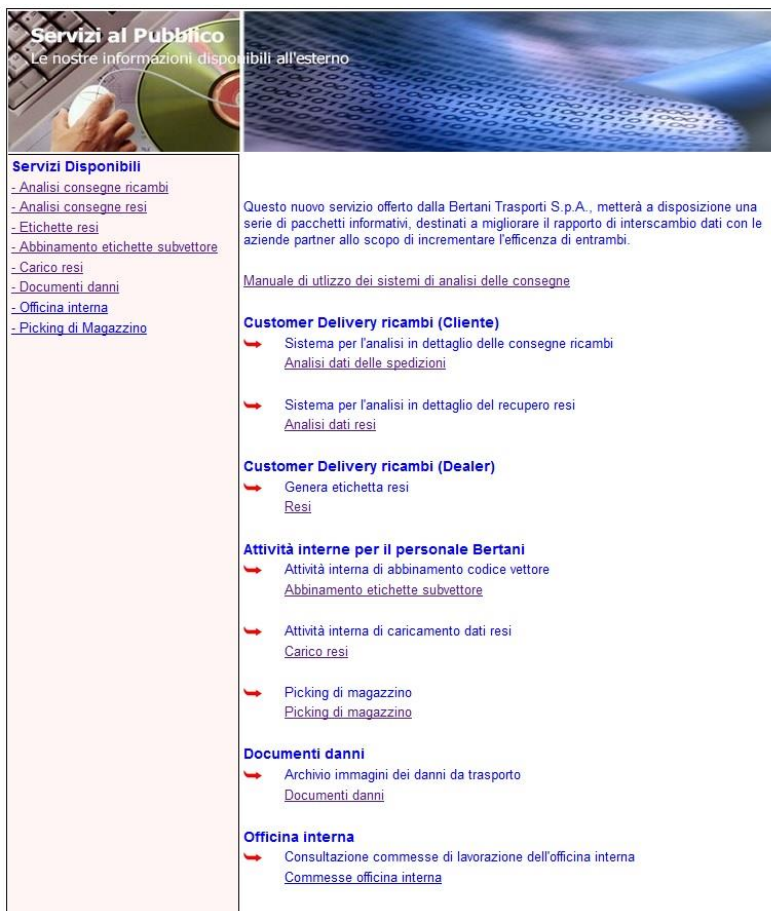 Servizi al Pubblico
Le nostre informazioni disponibili all'esterno
Servizi Disponibili
- Analisi consegne ricambi
- Analisi consegne resi
- Etichette resi
- Abbinamento etichette subvettore
- Carico resi
- Documenti danni
- Officina interna
- Picking di Magazzino
Questo nuovo servizio offerto dalla Bertani Trasporti S.p.A., metterà a disposizione una
serie di pacchetti informativi, destinati a migliorare il rapporto di interscambio dati con le
aziende partner allo scopo di incrementare l'efficenza di entrambi.
Manuale di utlizzo dei sistemi di analisi delle consegne
Customer Delivery ricambi (Cliente)
Sistema per l'analisi in dettaglio delle consegne ricambi
Analisi dati delle spedizioni
Sistema per l'analisi in dettaglio del recupero resi
Analisi dati resi
Customer Delivery ricambi (Dealer)
Genera etichetta resi
Resi
Attività interne per il personale Bertani
Attività interna di abbinamento codice vettore
Abbinamento etichette subvettore
Attività interna di caricamento dati resi
Carico resi
Picking di magazzino
Picking di magazzino
Documenti danni
Archivio immagini dei danni da trasporto
Documenti danni
Officina interna
Consultazione commesse di lavorazione dell'officina interna
Commesse officina interna